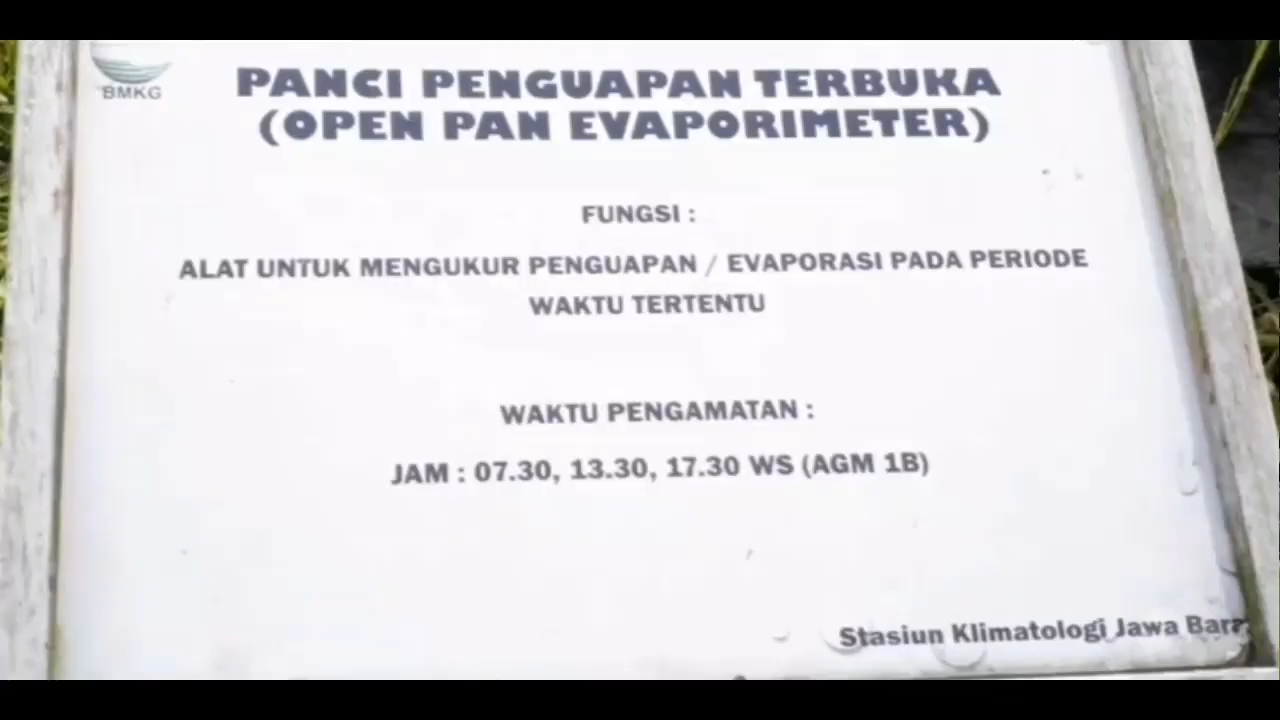 BMKG
PANCI PENGUAPAN TERBUKA
(OPEN PAN EVAPORIMETER)
FUNGSI :
ALAT UNTUK MENGUKUR PENGUAPAN / EVAPORASI PADA PERIODE
WAKTU TERTENTU
WAKTU PENGAMATAN :
JAM : 07.30, 13.30, 17.30 WS (AGM 1B)
Stasiun Klimatologi Jawa Bara